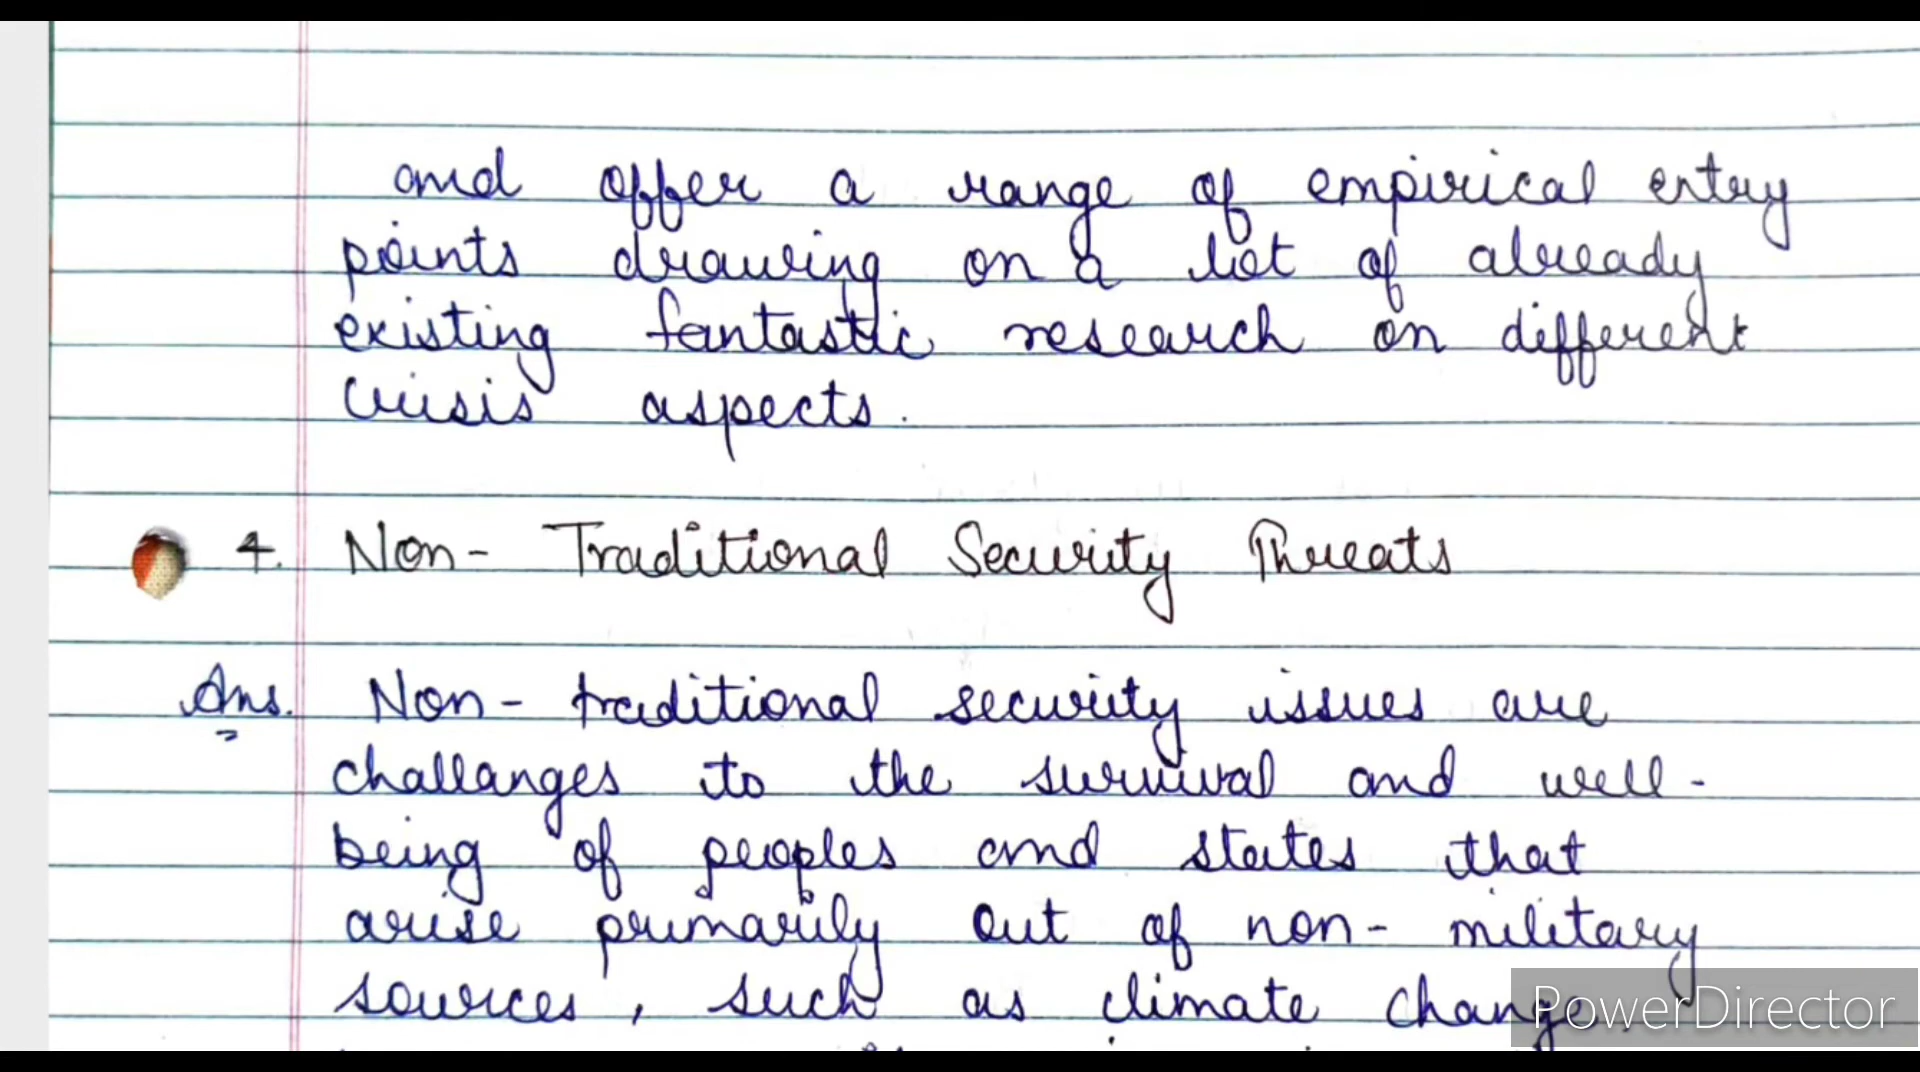 and offer a range of empirical entry
points drawing on a lot of already
existing fantastic research on different
crisis aspects.
4. Non- Traditional Security Threats
Ans. Non- traditional security issues are
challanges to the survival and well-
being of peoples and states that
arise primarily out of non- military
sources, such as climate change
PowerDirector